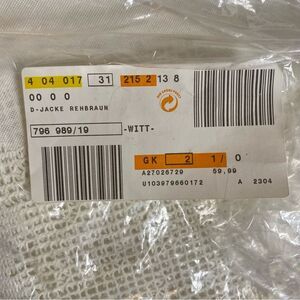 4 04 017 31 215 2 13 8
00 0 0
D-JACKE REHBRAUN
796 989/19 -WITT-
GK 2 1/ 0
A27026729 59,99
U103979660172 A 2304